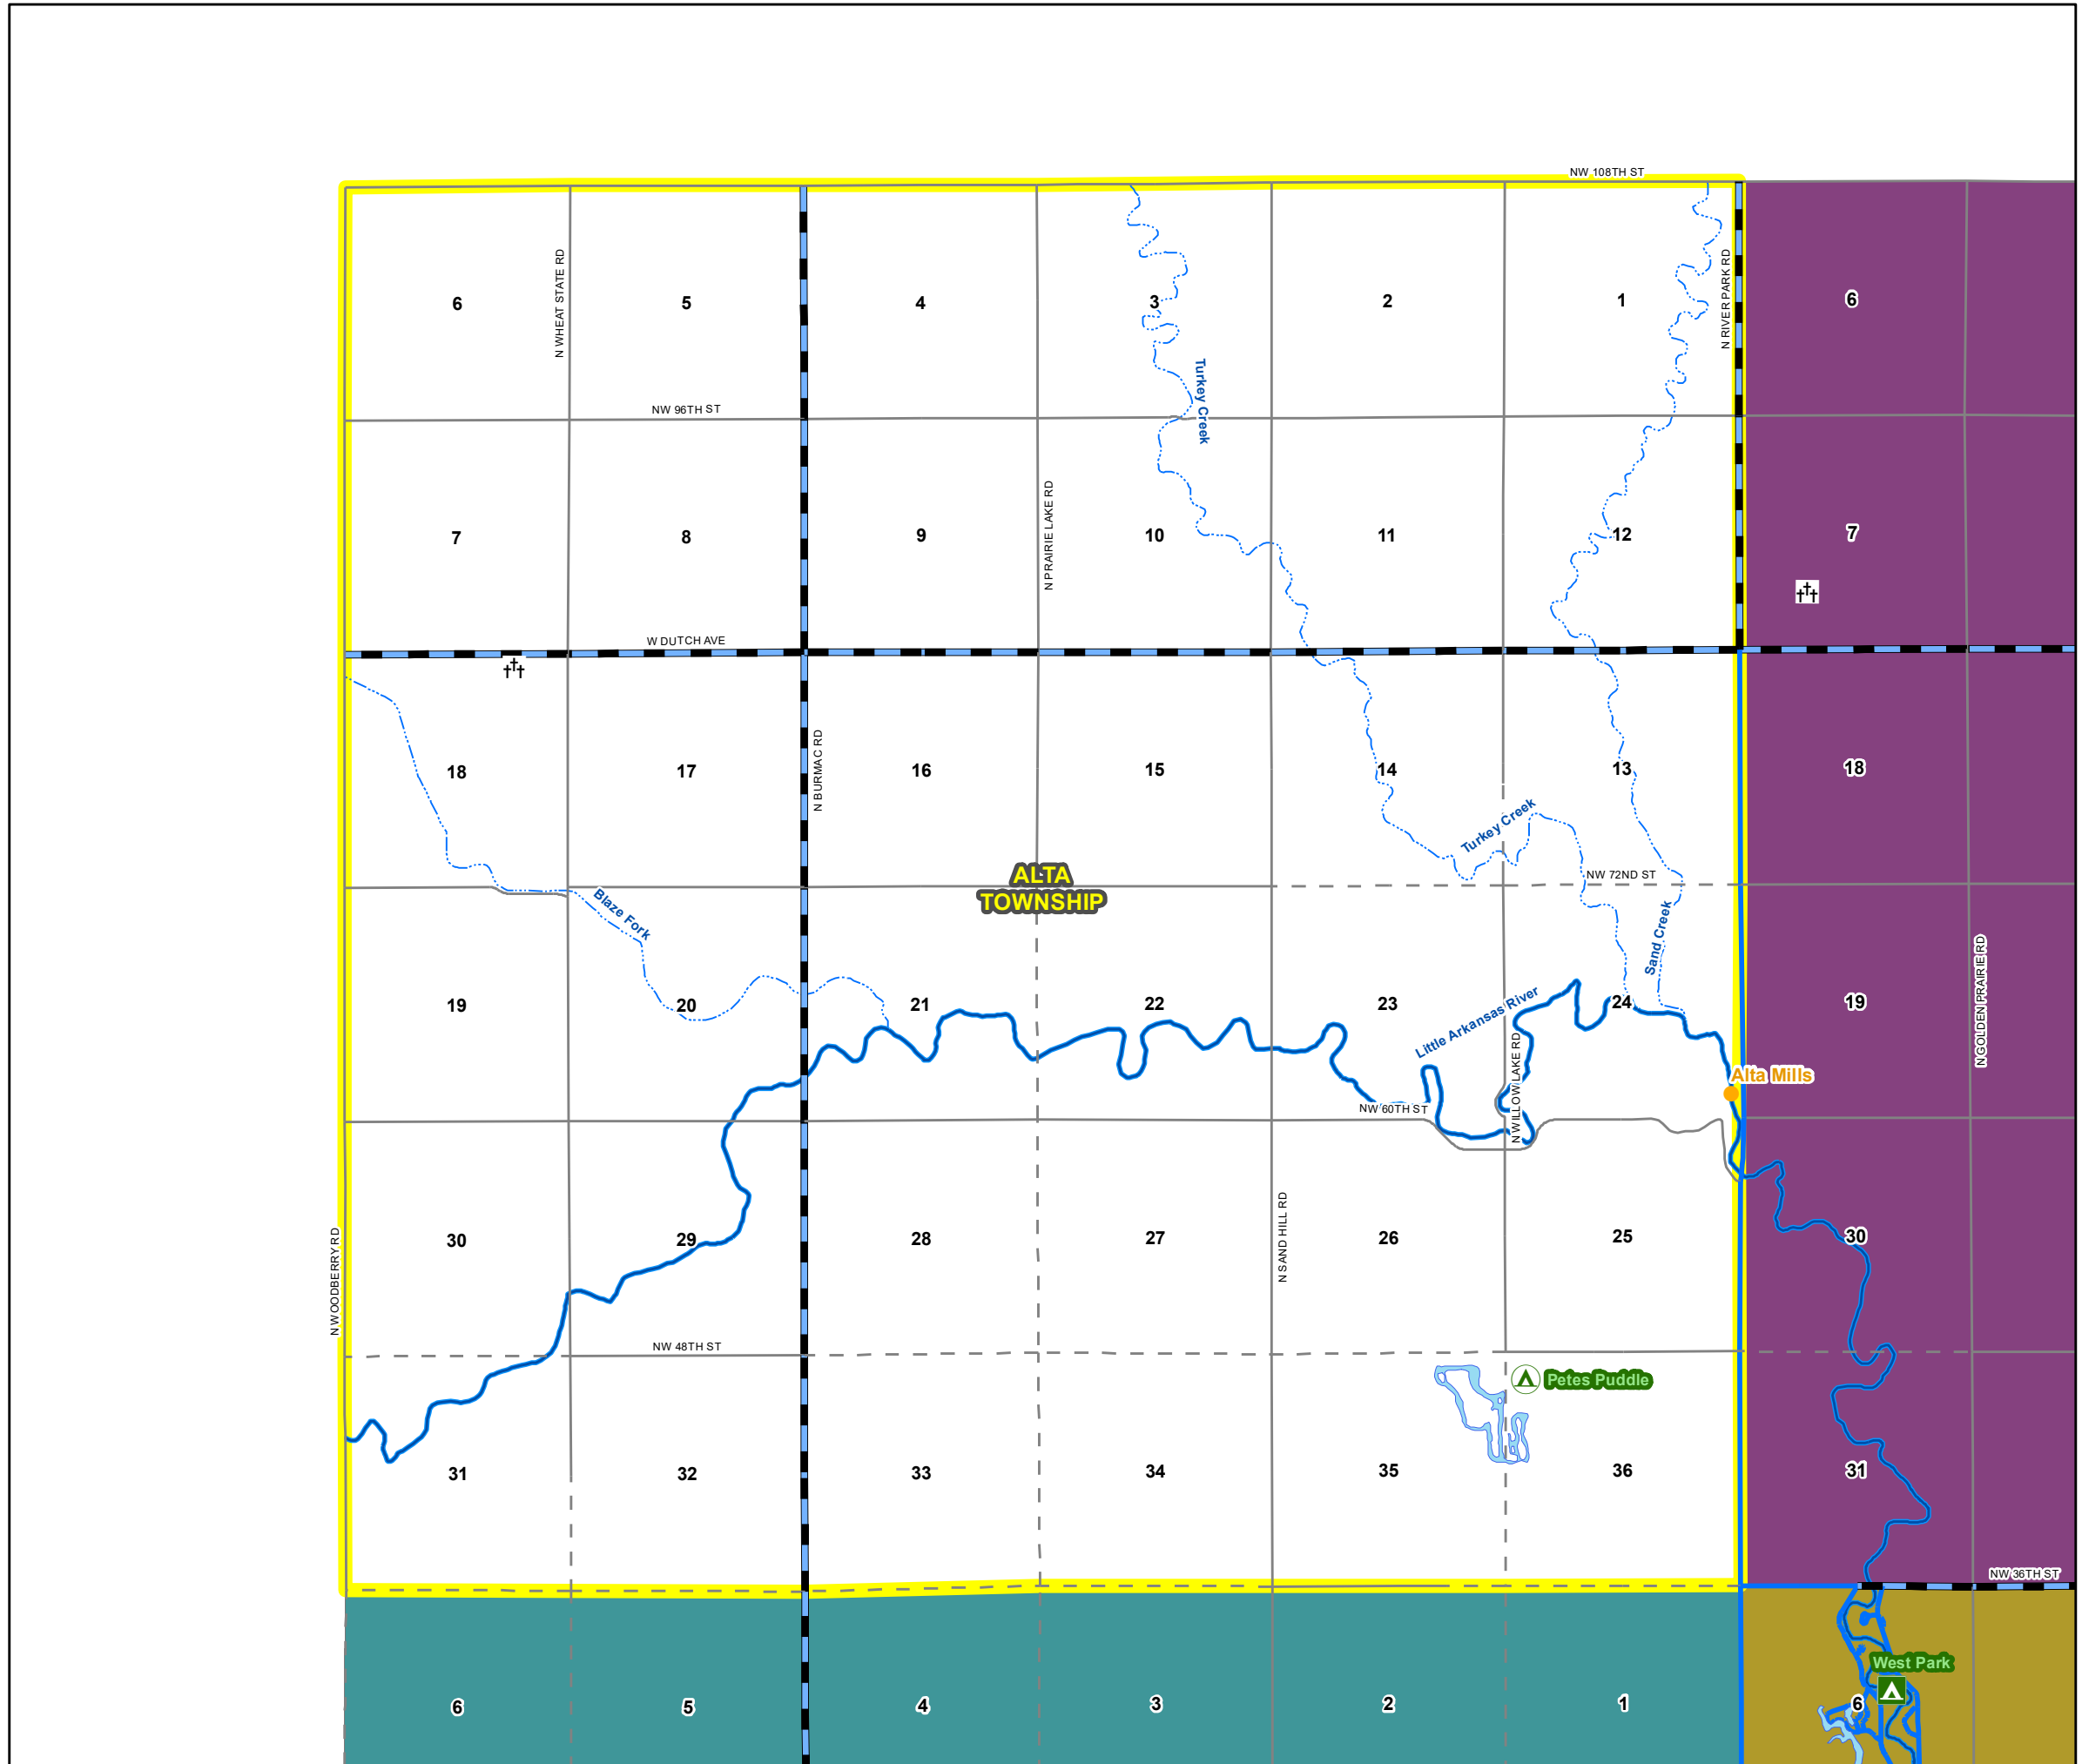 NW 108TH ST
N WHEAT STATE RD
N RIVER PARK RD
6
5
4
3
2
1
6
Turkey Creek
NW 96TH ST
N PRAIRIE LAKE RD
7
8
9
10
11
12
7
W DUTCH AVE
N BURMAC RD
18
17
16
15
14
13
18
Turkey Creek
ALTA
TOWNSHIP
NW 72ND ST
Blaze Fork
Sand Creek
N GOLDEN PRAIRIE RD
19
20
21
22
23
24
19
Little Arkansas River
N WILLOW LAKE RD
Alta Mills
NW 60TH ST
N WOODBERRY RD
N SAND HILL RD
30
29
28
27
26
25
30
NW 48TH ST
Petes Puddle
31
32
33
34
35
36
31
NW 36TH ST
West Park
6
5
4
3
2
1
6